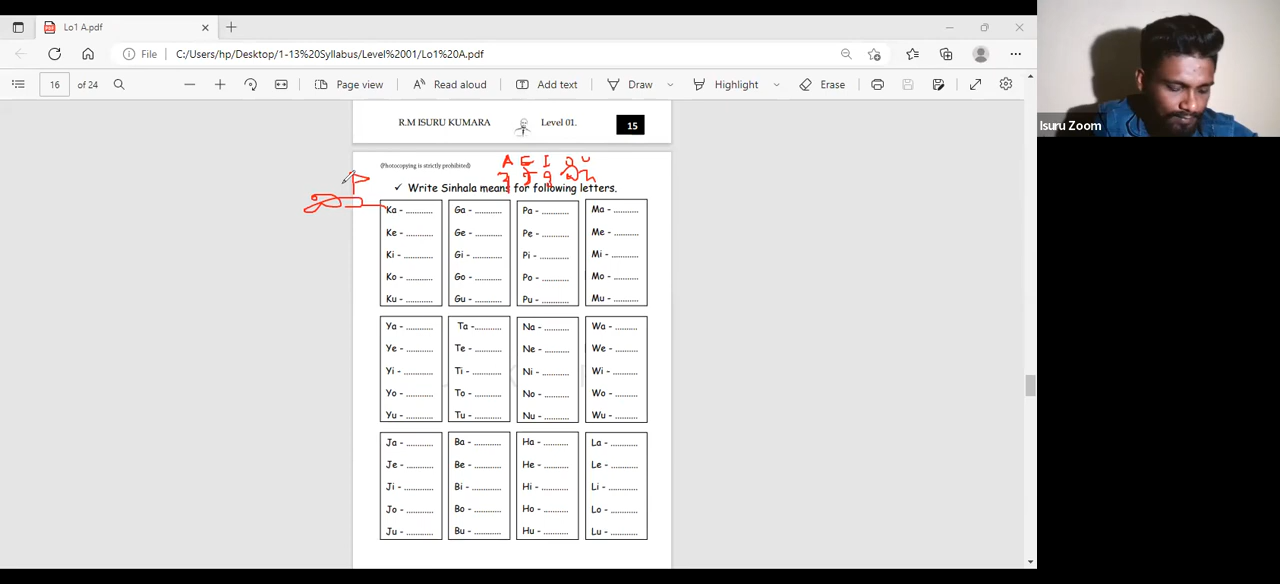 Lo1 A.pdf
File C:/Users/hp/Desktop/1-13%20Syllabus/Level%2001/Lo1%20A.pdf
16 of 24 Page view Read aloud Add text Draw Highlight Erase
Isuru Zoom
R.M ISURU KUMARA Level 01. 15
(Photocopying is strictly prohibited)
A E I O U
✓ Write Sinhala means for following letters.
Ka - ............ Ga - ............ Pa - ............ Ma - ............
Ke - ............ Ge - ............ Pe - ............ Me - ............
Ki - ............ Gi - ............ Pi - ............ Mi - ............
Ko - ............ Go - ............ Po - ............ Mo - ............
Ku - ............ Gu - ............ Pu - ............ Mu - ............
Ya - ............ Ta -............ Na - ............ Wa - ............
Ye - ............ Te - ............ Ne - ............ We - ............
Yi - ............ Ti - ............ Ni - ............ Wi - ............
Yo - ............ To - ............ No - ............ Wo - ............
Yu - ............ Tu - ............ Nu - ............ Wu - ............
Ja - ............ Ba - ............ Ha - ............ La - ............
Je - ............ Be - ............ He - ............ Le - ............
Ji - ............ Bi - ............ Hi - ............ Li - ............
Jo - ............ Bo - ............ Ho - ............ Lo - ............
Ju - ............ Bu - ............ Hu - ............ Lu - ............